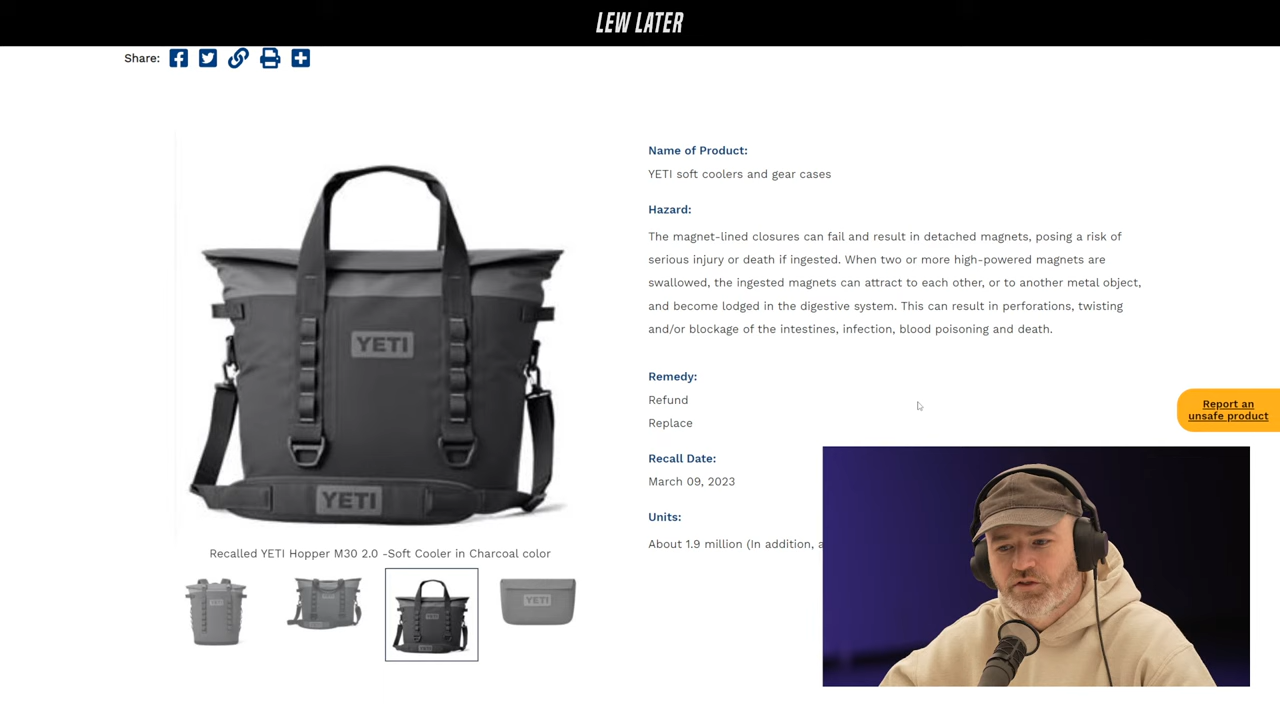 LEW LATER
Share:
YETI
YETI
Recalled YETI Hopper M30 2.0 -Soft Cooler in Charcoal color
YETI
Name of Product:
YETI soft coolers and gear cases
Hazard:
The magnet-lined closures can fail and result in detached magnets, posing a risk of
serious injury or death if ingested. When two or more high-powered magnets are
swallowed, the ingested magnets can attract to each other, or to another metal object,
and become lodged in the digestive system. This can result in perforations, twisting
and/or blockage of the intestines, infection, blood poisoning and death.
Remedy:
Refund
Replace
Recall Date:
March 09, 2023
Units:
About 1.9 million (In addition, a
Report an
unsafe product